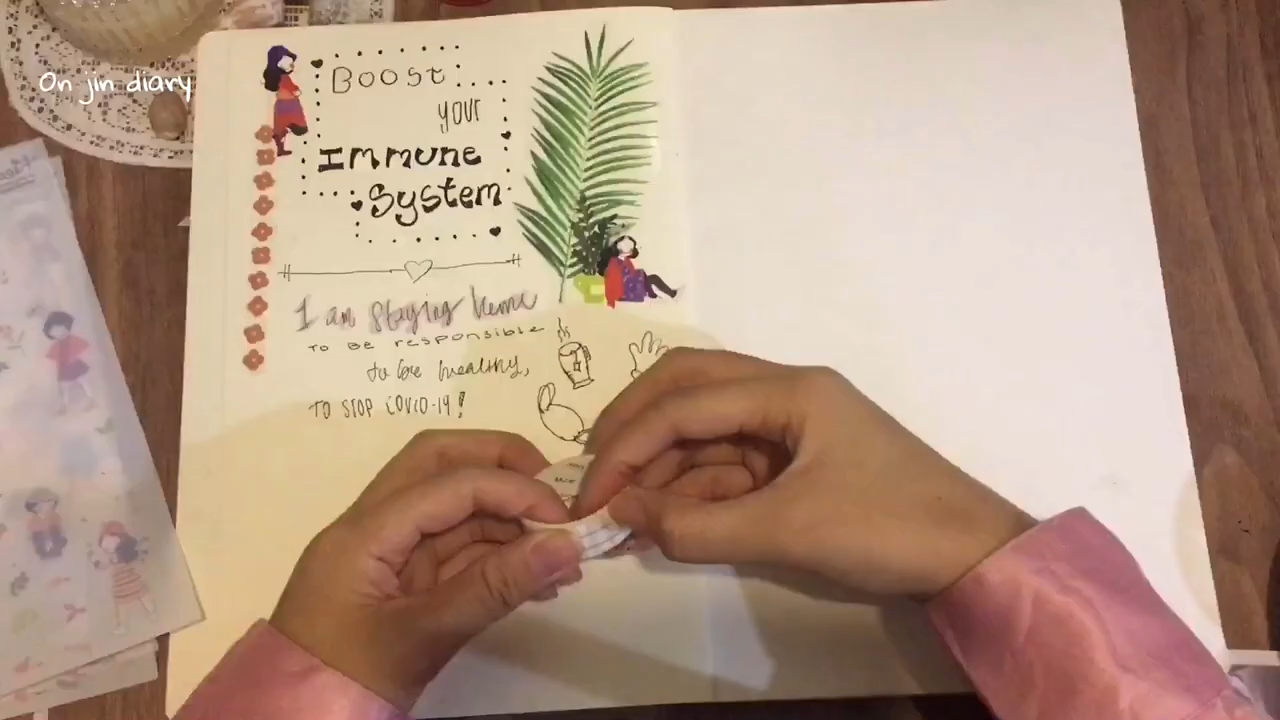 On jin diary
Boost
your
Immune
System
I am staying home
TO BE responsible
to be healthy,
TO STOP COVID-19!